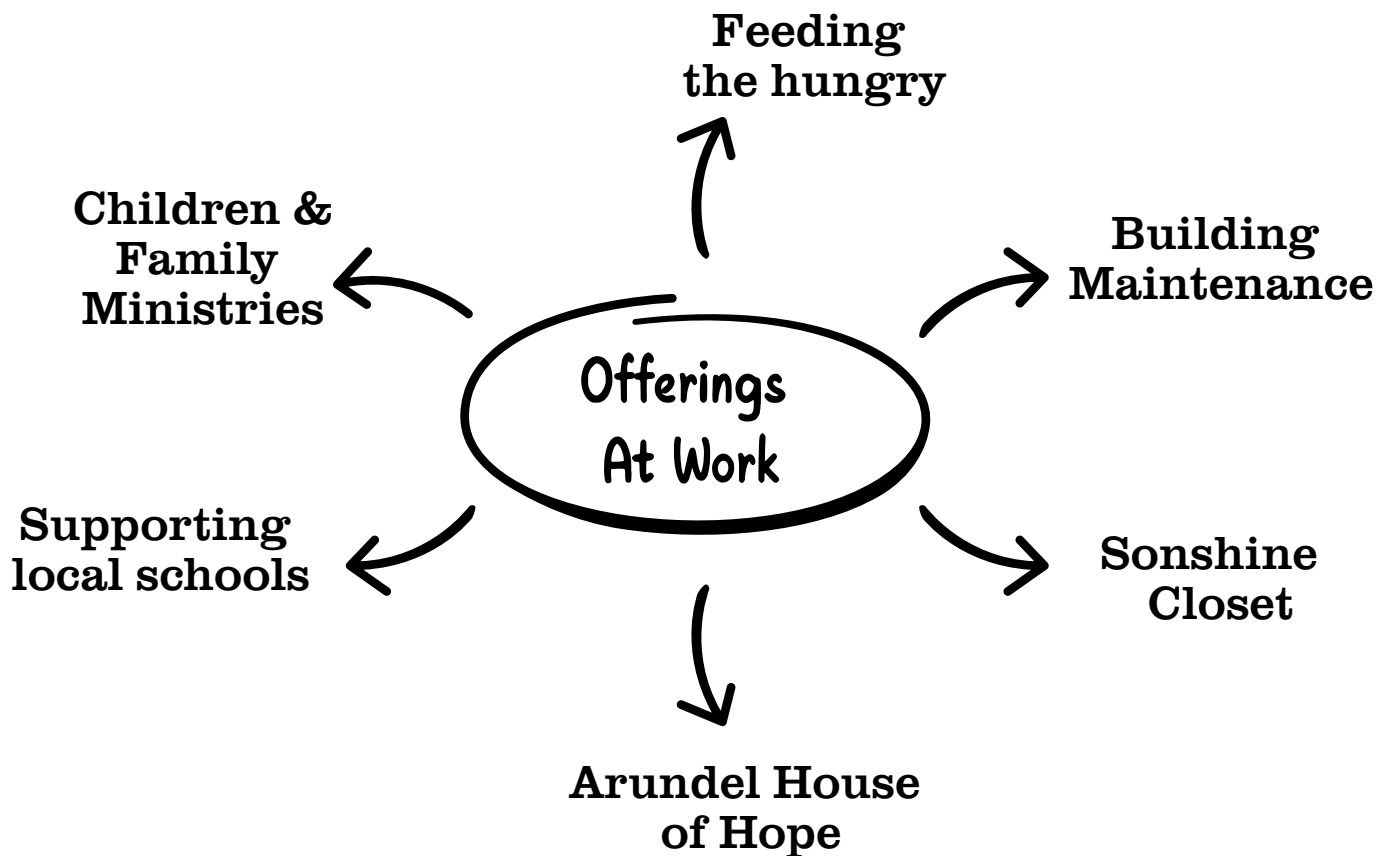 Feeding
the hungry
Children &
Family
Ministries
Building
Maintenance
Offerings
At Work
Supporting
local schools
Sonshine
Closet
Arundel House
of Hope